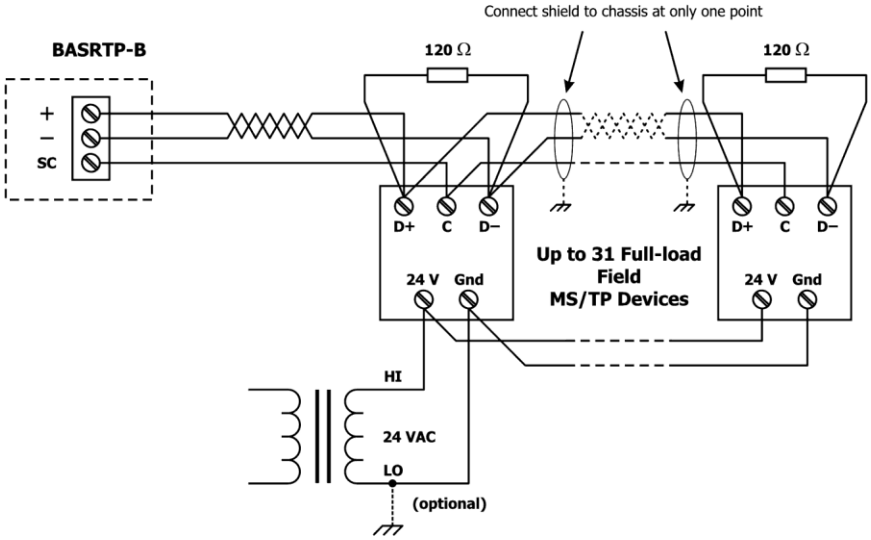 Connect shield to chassis at only one point
BASRTP-B
120 Ω
120 Ω
+
−
SC
D+ C D−
D+ C D−
Up to 31 Full-load
Field
MS/TP Devices
24 V Gnd
24 V Gnd
HI
24 VAC
LO
(optional)